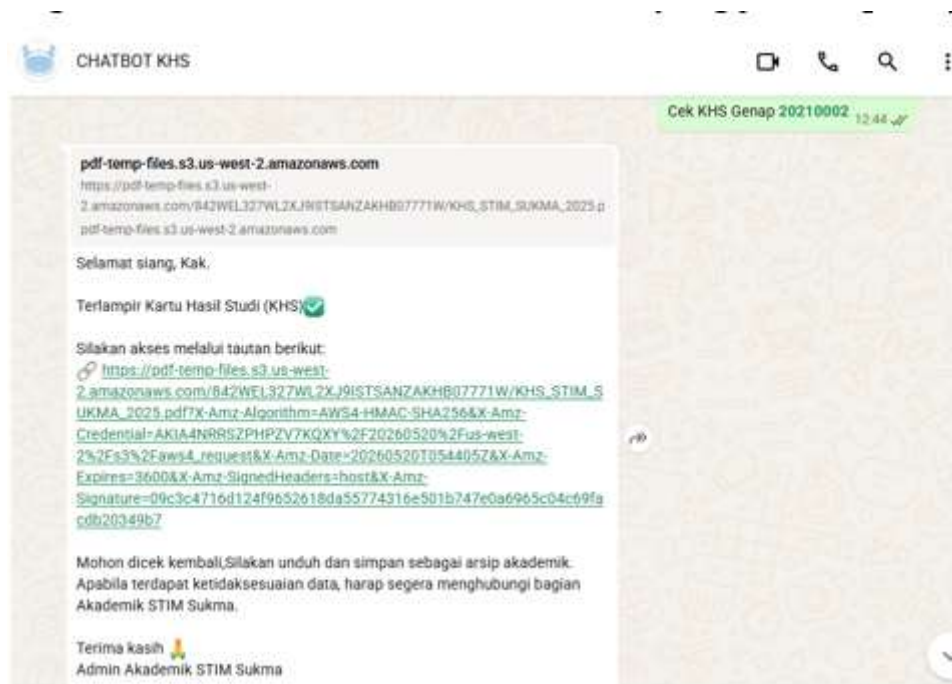 CHATBOT KHS
Cek KHS Genap 20210002 12:44
pdf-temp-files.s3.us-west-2.amazonaws.com
https://pdf-temp-files.s3.us-west-
2.amazonaws.com/842WEL327WL2XJ9ISTSANZAKHB07771W/KHS_STIM_SUKMA_2025.p
pdf-temp-files.s3.us-west-2.amazonaws.com
Selamat siang, Kak.
Terlampir Kartu Hasil Studi (KHS)✅
Silakan akses melalui tautan berikut:
🔗 https://pdf-temp-files.s3.us-west-
2.amazonaws.com/842WEL327WL2XJ9ISTSANZAKHB07771W/KHS_STIM_S
UKMA_2025.pdf?X-Amz-Algorithm=AWS4-HMAC-SHA256&X-Amz-
Credential=AKIA4NRRSZPHPZV7KQXY%2F20260520%2Fus-west-
2%2Fs3%2Faws4_request&X-Amz-Date=20260520T054405Z&X-Amz-
Expires=3600&X-Amz-SignedHeaders=host&X-Amz-
Signature=09c3c4716d124f9652618da55774316e501b747e0a6965c04c69fa
cdb20349b7
Mohon dicek kembali,Silakan unduh dan simpan sebagai arsip akademik.
Apabila terdapat ketidaksesuaian data, harap segera menghubungi bagian
Akademik STIM Sukma.
Terima kasih 🙏
Admin Akademik STIM Sukma